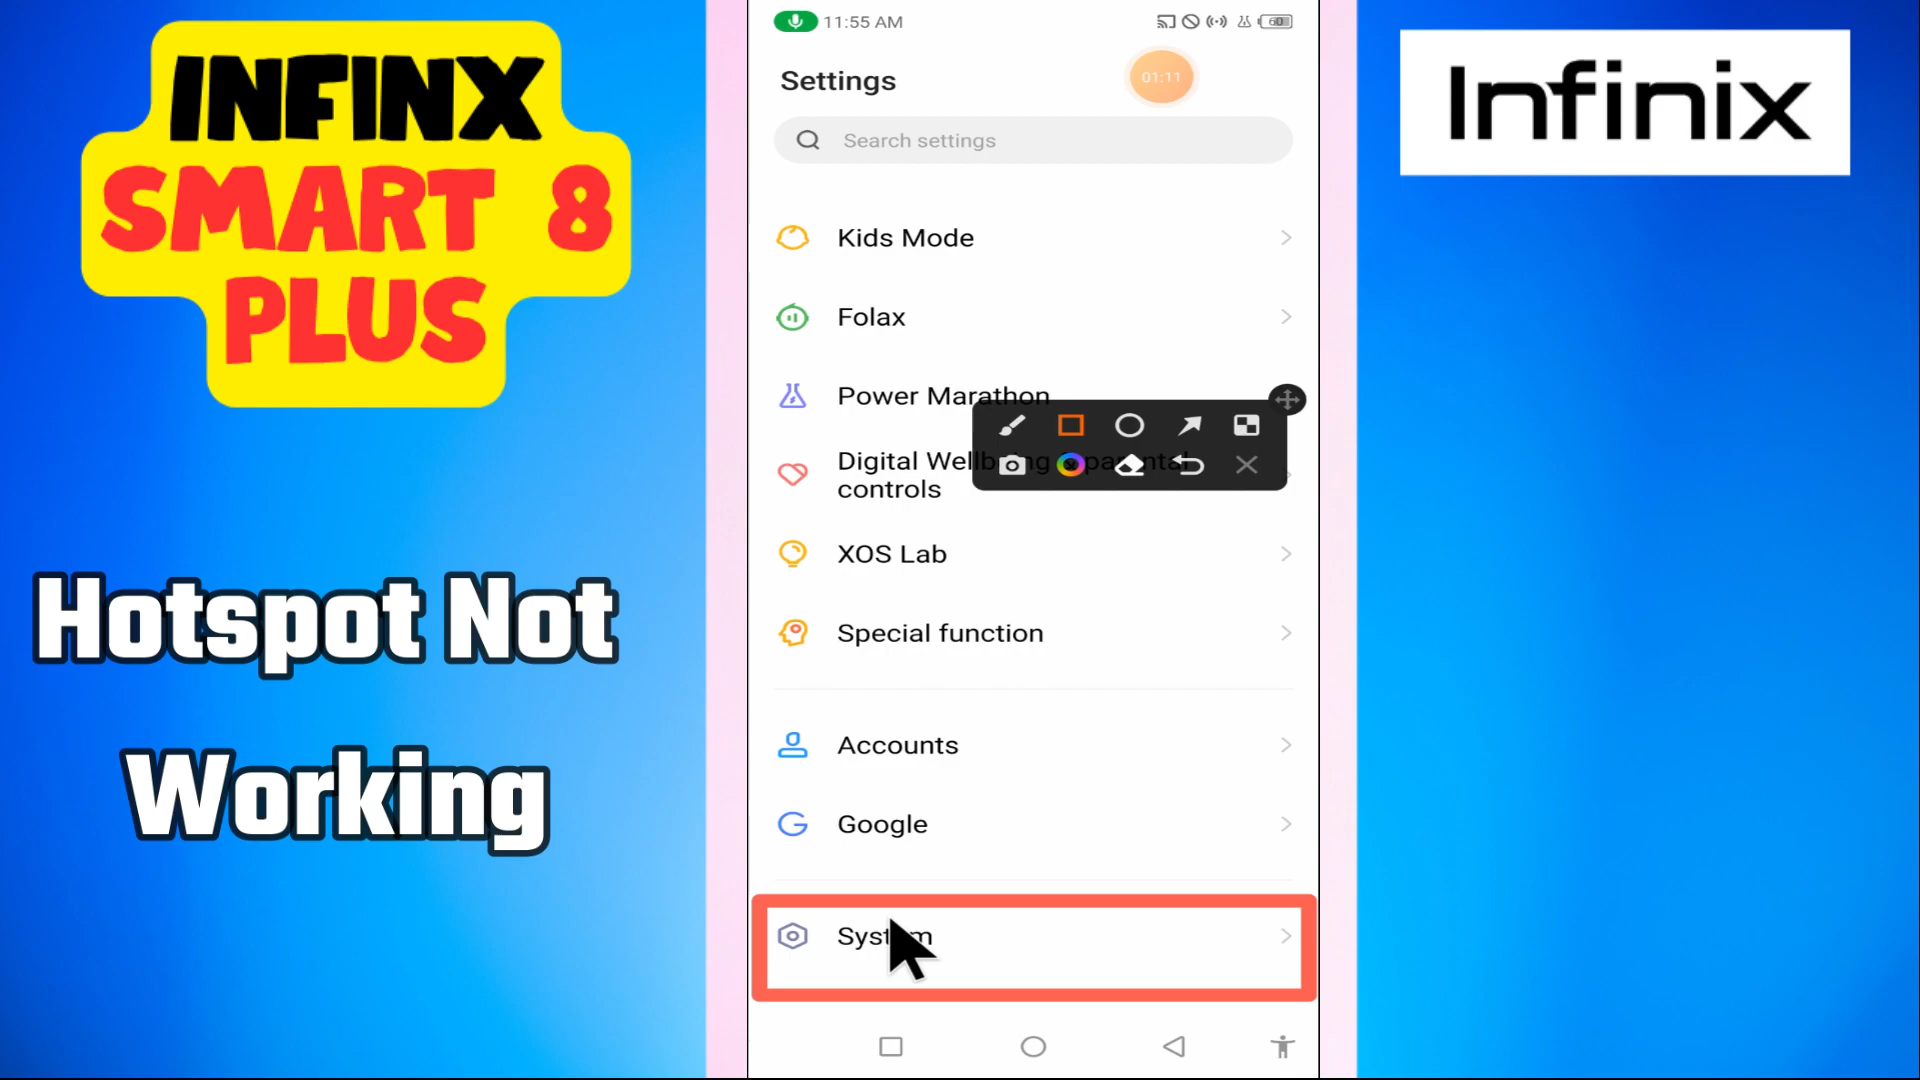 INFINX
SMART 8
PLUS
Hotspot Not
Working
11:55 AM
60
Settings
01:11
Search settings
Kids Mode
Folax
Power Marathon
Digital Wellbeing & parental
controls
XOS Lab
Special function
Accounts
Google
System
Infinix